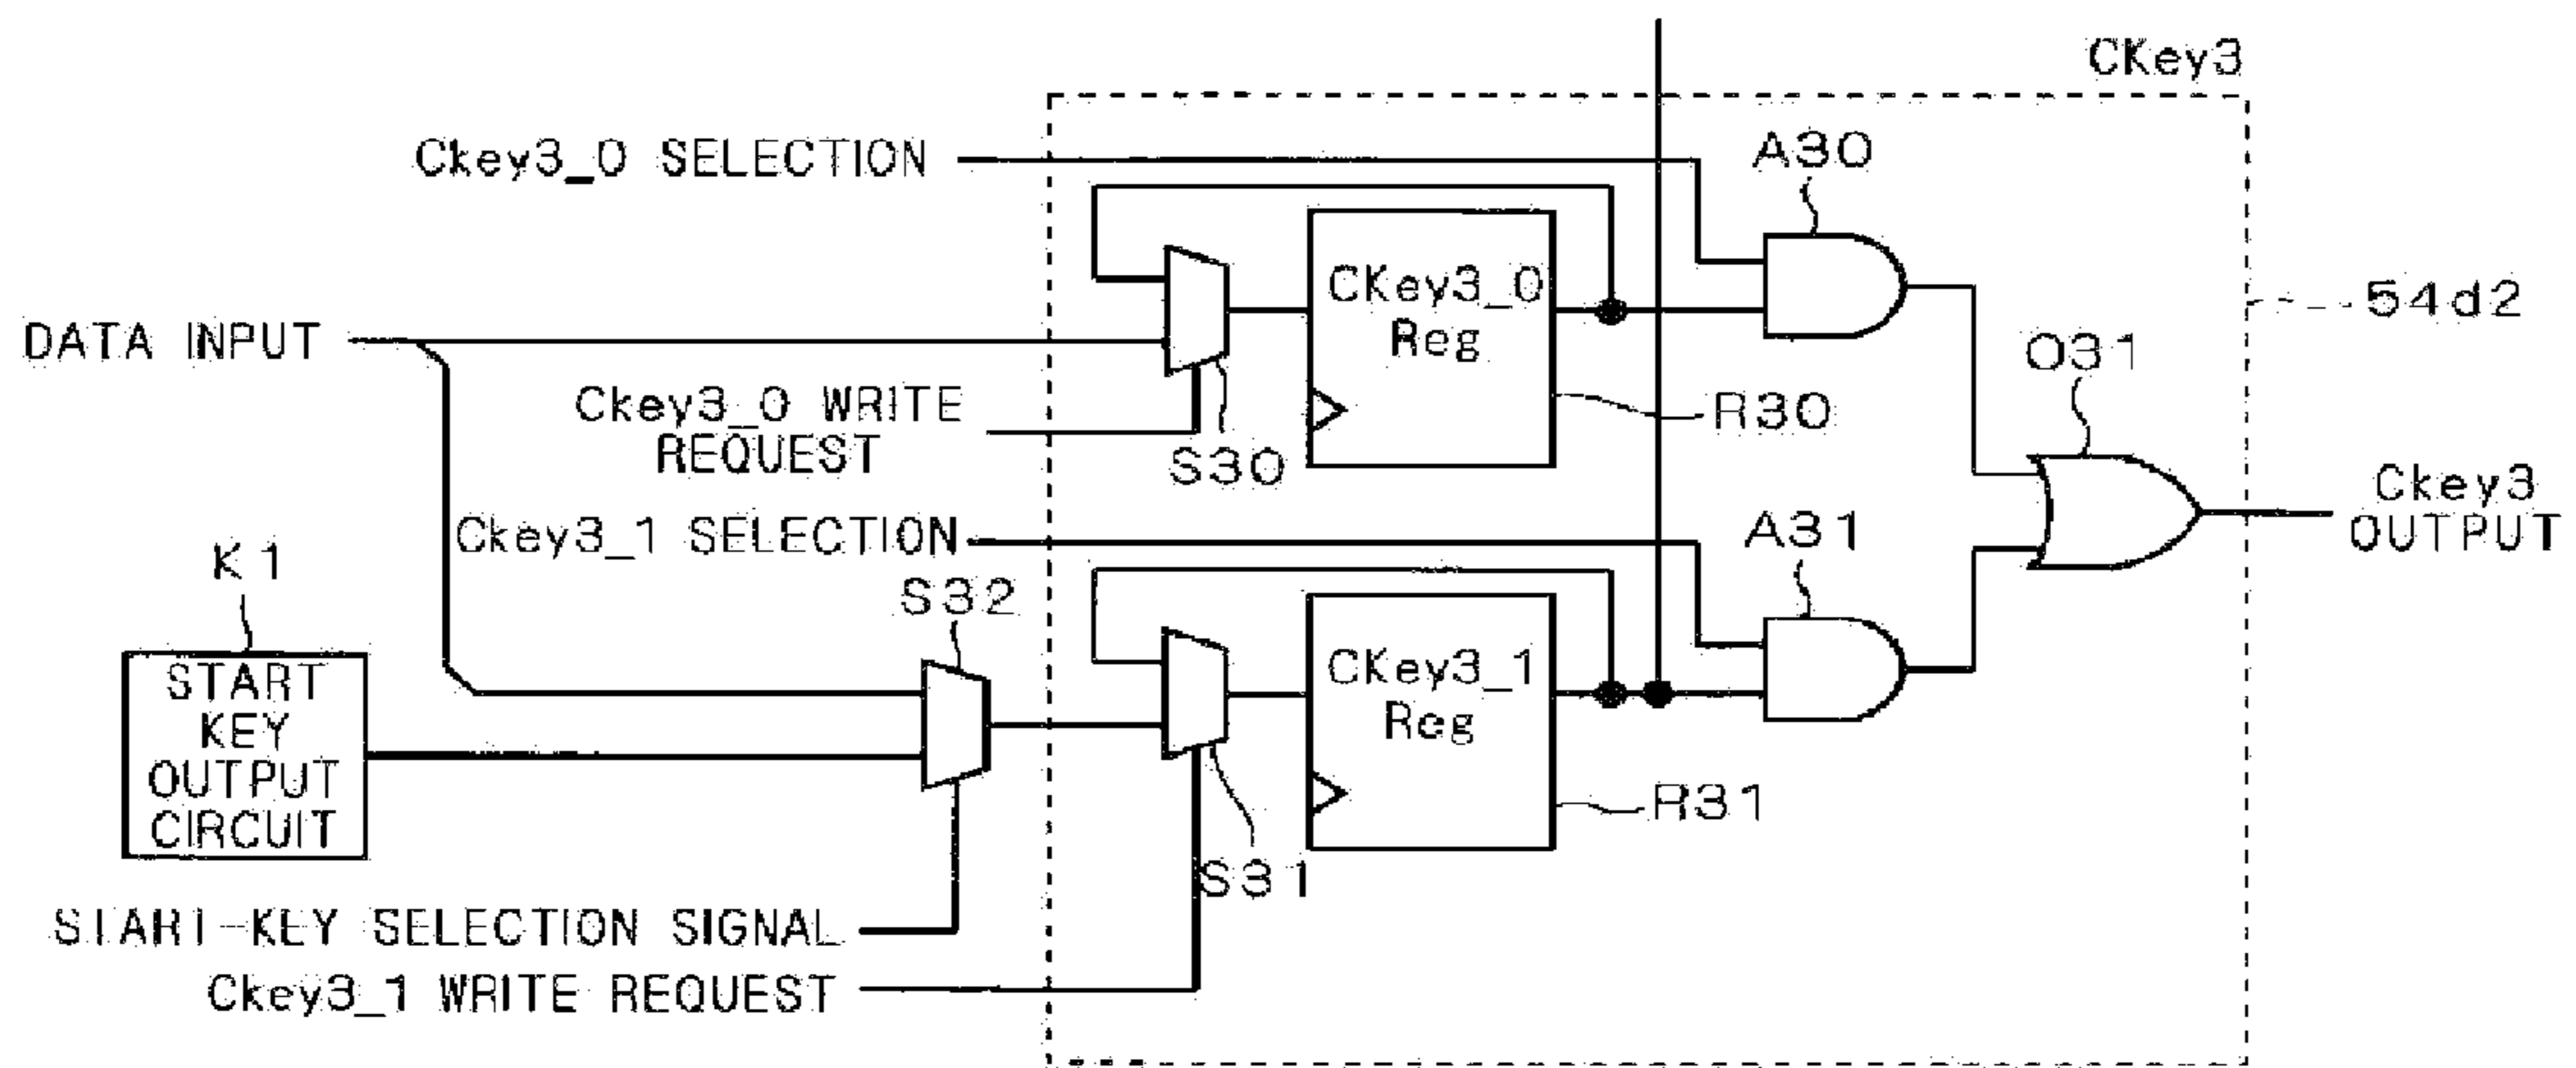 CKey3
Ckey3_0 SELECTION
A30
CKey3_0
Reg
54d2
DATA INPUT
O31
Ckey3_0 WRITE
REQUEST
R30
S30
Ckey3
OUTPUT
Ckey3_1 SELECTION
A31
K1
S32
START
KEY
OUTPUT
CIRCUIT
CKey3_1
Reg
R31
S31
START-KEY SELECTION SIGNAL
Ckey3_1 WRITE REQUEST